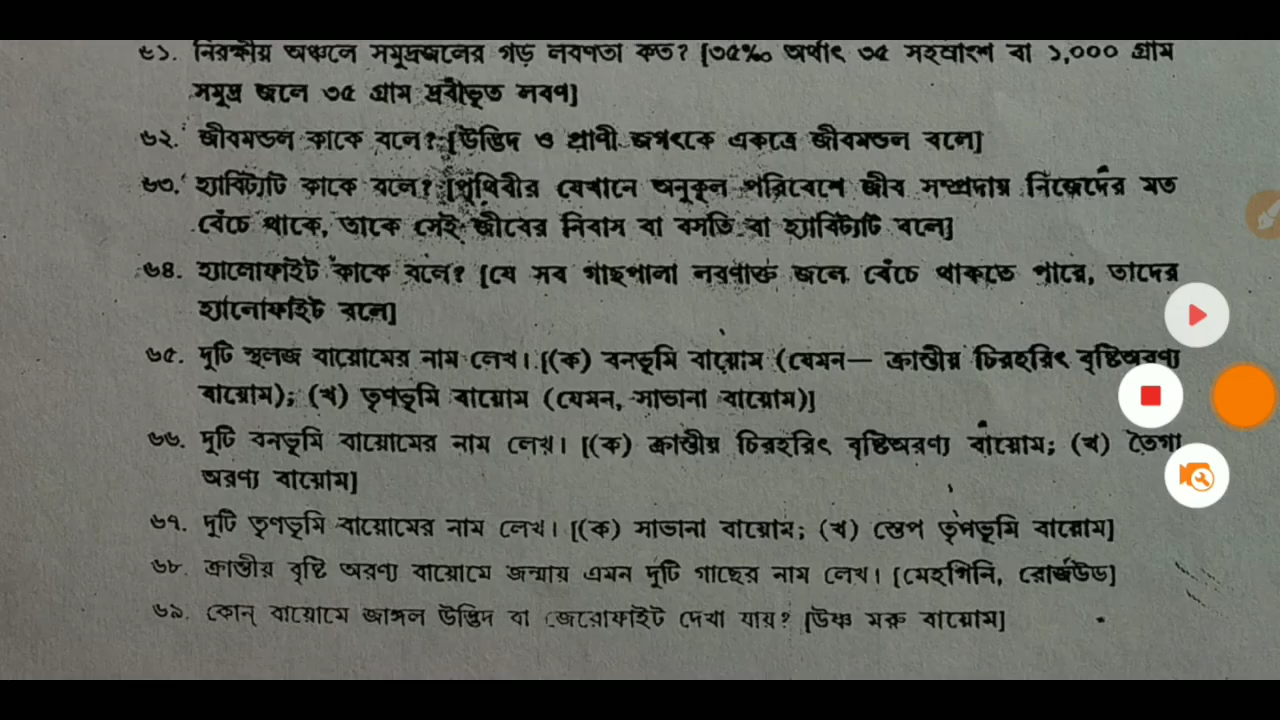 ৬১. নিরক্ষীয় অঞ্চলে সমুদ্রজলের গড় লবণতা কত? [৩৫‰ অর্থাৎ ৩৫ সহস্রাংশ বা ১,০০০ গ্রাম
সমুদ্র জলে ৩৫ গ্রাম দ্রবীভূত লবণ]
৬২. জীবমন্ডল কাকে বলে? [উদ্ভিদ ও প্রাণী জগৎকে একত্রে জীবমন্ডল বলে]
৬৩. হ্যাবিট্যটি কাকে বলে? [পৃথিবীর যেখানে অনুকূল পরিবেশে জীব সম্প্রদায় নিজেদের মত
বেঁচে থাকে, তাকে সেই জীবের নিবাস বা বসতি বা হ্যাবিট্যটি বলে]
৬৪. হ্যালোফাইট কাকে বলে? [যে সব গাছপালা লবণাক্ত জলে বেঁচে থাকতে পারে, তাদের
হ্যালোফাইট বলে]
৬৫. দুটি স্থলজ বায়োমের নাম লেখ। [(ক) বনভূমি বায়োম (যেমন— ক্রান্তীয় চিরহরিৎ বৃষ্টিঅরণ্য
বায়োম); (খ) তৃণভূমি বায়োম (যেমন, সাভানা বায়োম)]
৬৬. দুটি বনভূমি বায়োমের নাম লেখ। [(ক) ক্রান্তীয় চিরহরিৎ বৃষ্টিঅরণ্য বায়োম; (খ) তৈগা
অরণ্য বায়োম]
৬৭. দুটি তৃণভূমি বায়োমের নাম লেখ। [(ক) সাভানা বায়োম; (খ) স্তেপ তৃণভূমি বায়োম]
৬৮. ক্রান্তীয় বৃষ্টি অরণ্য বায়োমে জন্মায় এমন দুটি গাছের নাম লেখ। [মেহগিনি, রোজউড]
৬৯. কোন্ বায়োমে জাঙ্গল উদ্ভিদ বা জেরোফাইট দেখা যায়? [উষ্ণ মরু বায়োম]